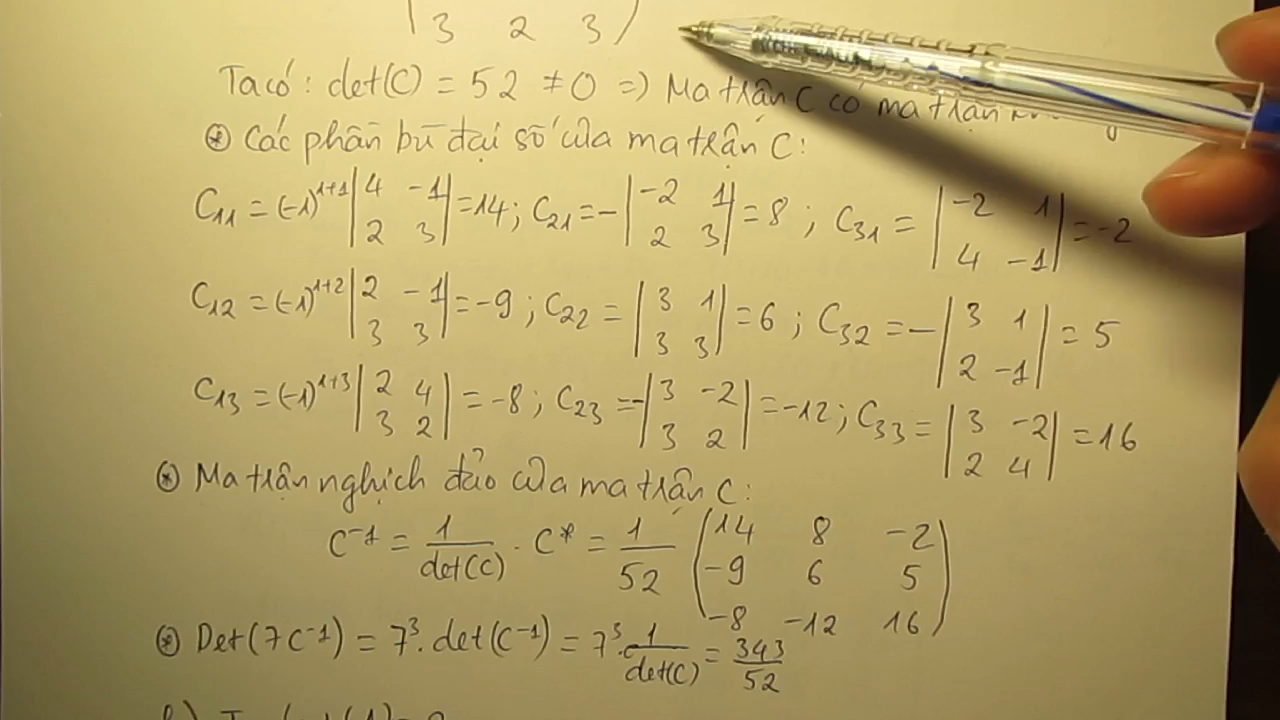 3 2 3
Ta có : det(C) = 52 ≠ 0 => Ma trận C có ma trận
⊛ Các phần bù đại số của ma trận C :
C₁₁ = (-1)¹⁺¹ |4 -1; 2 3| = 14 ; C₂₁ = - |-2 1; 2 3| = 8 ; C₃₁ = |-2 1; 4 -1| = -2
C₁₂ = (-1)¹⁺² |2 -1; 3 3| = -9 ; C₂₂ = |3 1; 3 3| = 6 ; C₃₂ = - |3 1; 2 -1| = 5
C₁₃ = (-1)¹⁺³ |2 4; 3 2| = -8 ; C₂₃ = - |3 -2; 3 2| = -12 ; C₃₃ = |3 -2; 2 4| = 16
⊛ Ma trận nghịch đảo của ma trận C :
C⁻¹ = 1/det(C) . C* = 1/52 (14 8 -2; -9 6 5; -8 -12 16)
⊛ Det(7C⁻¹) = 7³. det(C⁻¹) = 7³. 1/det(C) = 343/52